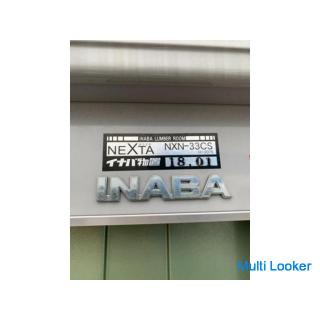 INABA LUMBER ROOM
NEXTA NXN-33CS
イナバ物置 18.01
INABA
Multi Looker